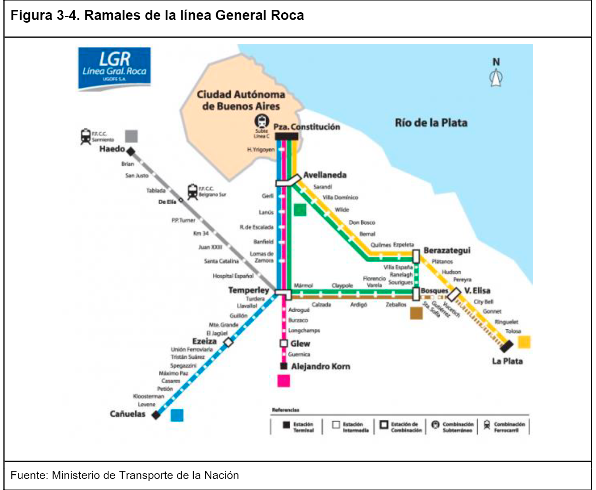 Figura 3-4. Ramales de la línea General Roca
LGR
Línea Gral. Roca
UGOFE S.A.
Ciudad Autónoma
de Buenos Aires
N
Río de la Plata
Subte
Línea C
Pza. Constitución
H. Yrigoyen
F.F.C.C.
Sarmiento
Haedo
Brian
San Justo
Tablada
De Elia
F.F.C.C.
Belgrano Sur
P.P.Turner
Km 34
Juan XXIII
Santa Catalina
Hospital Español
Avellaneda
Sarandí
Villa Domínico
Wilde
Don Bosco
Bernal
Quilmes
Ezpeleta
Gerli
Lanús
R. de Escalada
Banfield
Lomas de
Zamora
Berazategui
Villa España
Ranelagh
Sourigues
Plátanos
Hudson
Pereyra
Temperley
Mármol
Claypole
Florencio
Varela
Bosques
V. Elisa
Calzada
Ardigó
Zeballos
Sta. Sofía
Gutiérrez
Vucetich
City Bell
Gonnet
Ringuelet
Tolosa
La Plata
Turdera
Llavallol
Guillón
Mte. Grande
El Jagüel
Ezeiza
Unión Ferroviaria
Tristán Suárez
Spegazzini
Máximo Paz
Casares
Petión
Kloosterman
Levene
Cañuelas
Adrogué
Burzaco
Longchamps
Glew
Guernica
Alejandro Korn
Referencias
Estación
Terminal
Estación
Intermedia
Estación de
Combinación
Combinación
Subterráneo
Combinación
Ferrocarril
Fuente: Ministerio de Transporte de la Nación